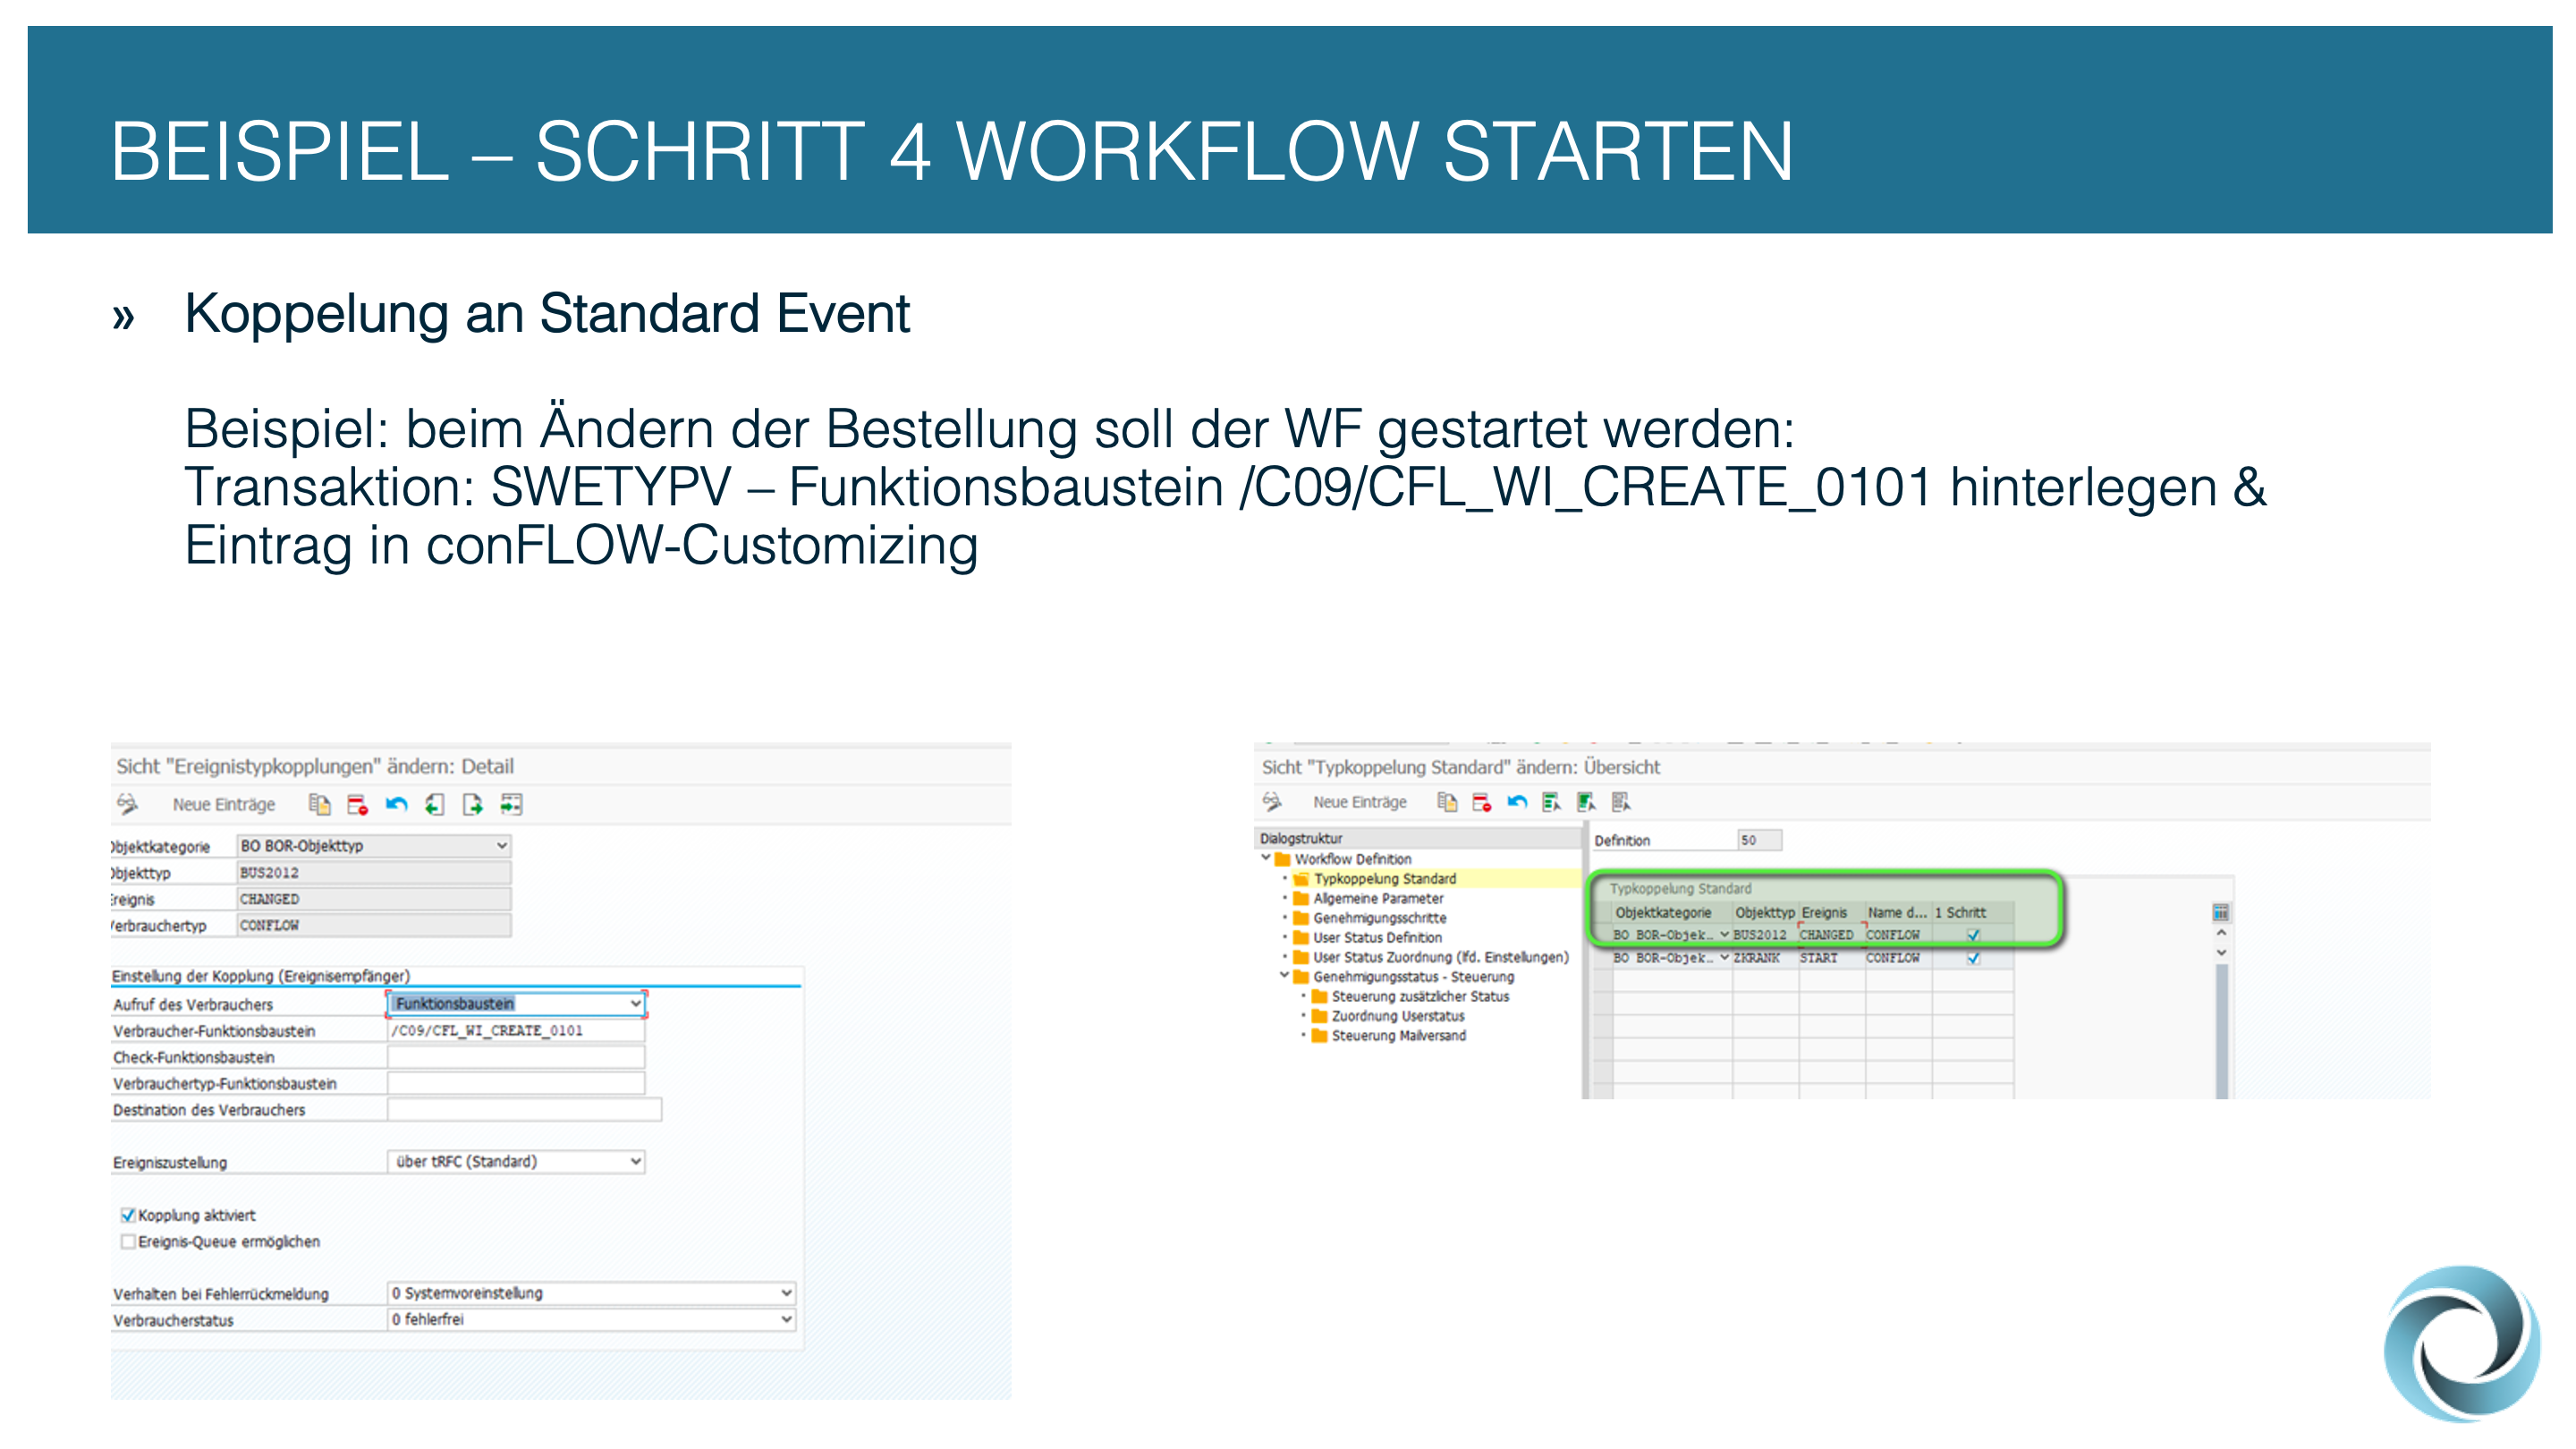 BEISPIEL – SCHRITT 4 WORKFLOW STARTEN
» Koppelung an Standard Event
Beispiel: beim Ändern der Bestellung soll der WF gestartet werden:
Transaktion: SWETYPV – Funktionsbaustein /C09/CFL_WI_CREATE_0101 hinterlegen &
Eintrag in conFLOW-Customizing
Sicht "Ereignistypkopplungen" ändern: Detail
Neue Einträge
Objektkategorie BO BOR-Objekttyp
Objekttyp BUS2012
Ereignis CHANGED
Verbrauchertyp CONFLOW
Einstellung der Kopplung (Ereignisempfänger)
Aufruf des Verbrauchers Funktionsbaustein
Verbraucher-Funktionsbaustein /C09/CFL_WI_CREATE_0101
Check-Funktionsbaustein
Verbrauchertyp-Funktionsbaustein
Destination des Verbrauchers
Ereigniszustellung über tRFC (Standard)
Kopplung aktiviert
Ereignis-Queue ermöglichen
Verhalten bei Fehlerrückmeldung 0 Systemvoreinstellung
Verbraucherstatus 0 fehlerfrei
Sicht "Typkoppelung Standard" ändern: Übersicht
Neue Einträge
Dialogstruktur
Workflow Definition
Typkoppelung Standard
Allgemeine Parameter
Genehmigungsschritte
User Status Definition
User Status Zuordnung (lfd. Einstellungen)
Genehmigungsstatus - Steuerung
Steuerung zusätzlicher Status
Zuordnung Userstatus
Steuerung Mailversand
Definition 50
Typkoppelung Standard
Objektkategorie Objekttyp Ereignis Name d... 1 Schritt
BO BOR-Objek… BUS2012 CHANGED CONFLOW
BO BOR-Objek… ZKRANK START CONFLOW